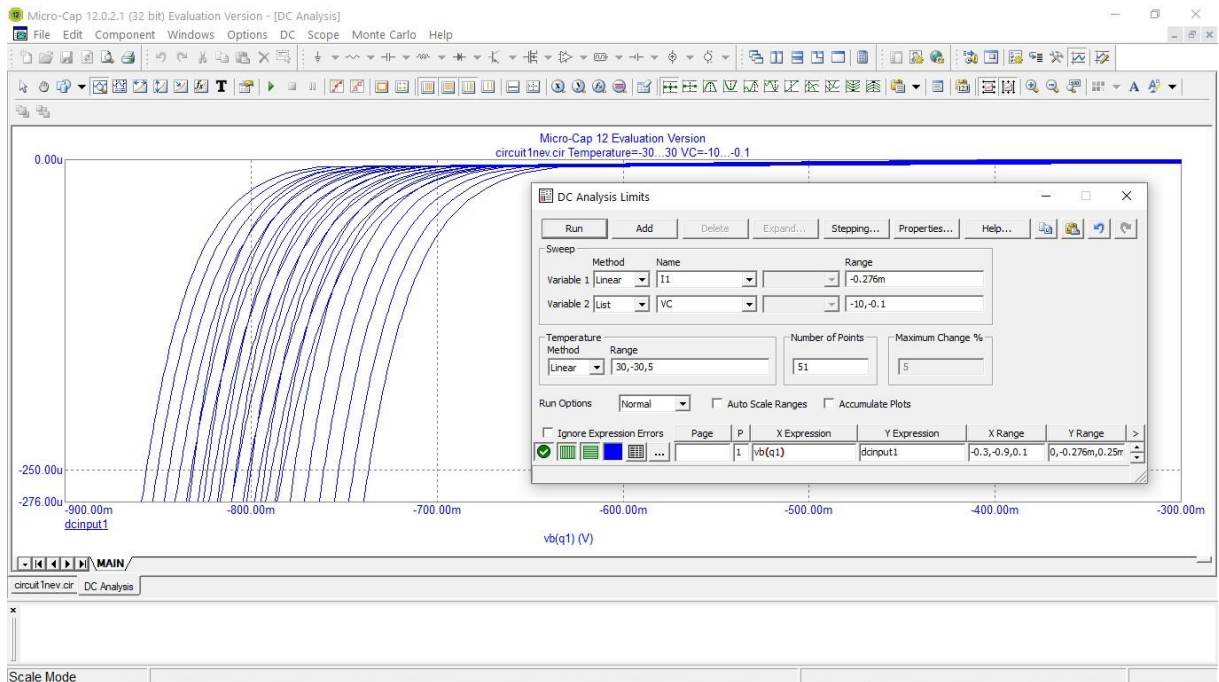 Micro-Cap 12.0.2.1 (32 bit) Evaluation Version - [DC Analysis]
File Edit Component Windows Options DC Scope Monte Carlo Help
T
A
Micro-Cap 12 Evaluation Version
circuit1nev.cir Temperature=-30...30 VC=-10...-0.1
0.00u
-250.00u
-276.00u
-900.00m -800.00m -700.00m -600.00m -500.00m -400.00m -300.00m
dcinput1
vb(q1) (V)
DC Analysis Limits
Run Add Delete Expand... Stepping... Properties... Help...
Sweep
Method Name Range
Variable 1 Linear I1 -0.276m
Variable 2 List VC -10,-0.1
Temperature Number of Points Maximum Change %
Method Range
Linear 30,-30,5 51 5
Run Options Normal Auto Scale Ranges Accumulate Plots
Ignore Expression Errors Page P X Expression Y Expression X Range Y Range >
... 1 vb(q1) dcinput1 -0.3,-0.9,0.1 0,-0.276m,0.25m
MAIN
circuit1nev.cir DC Analysis
Scale Mode